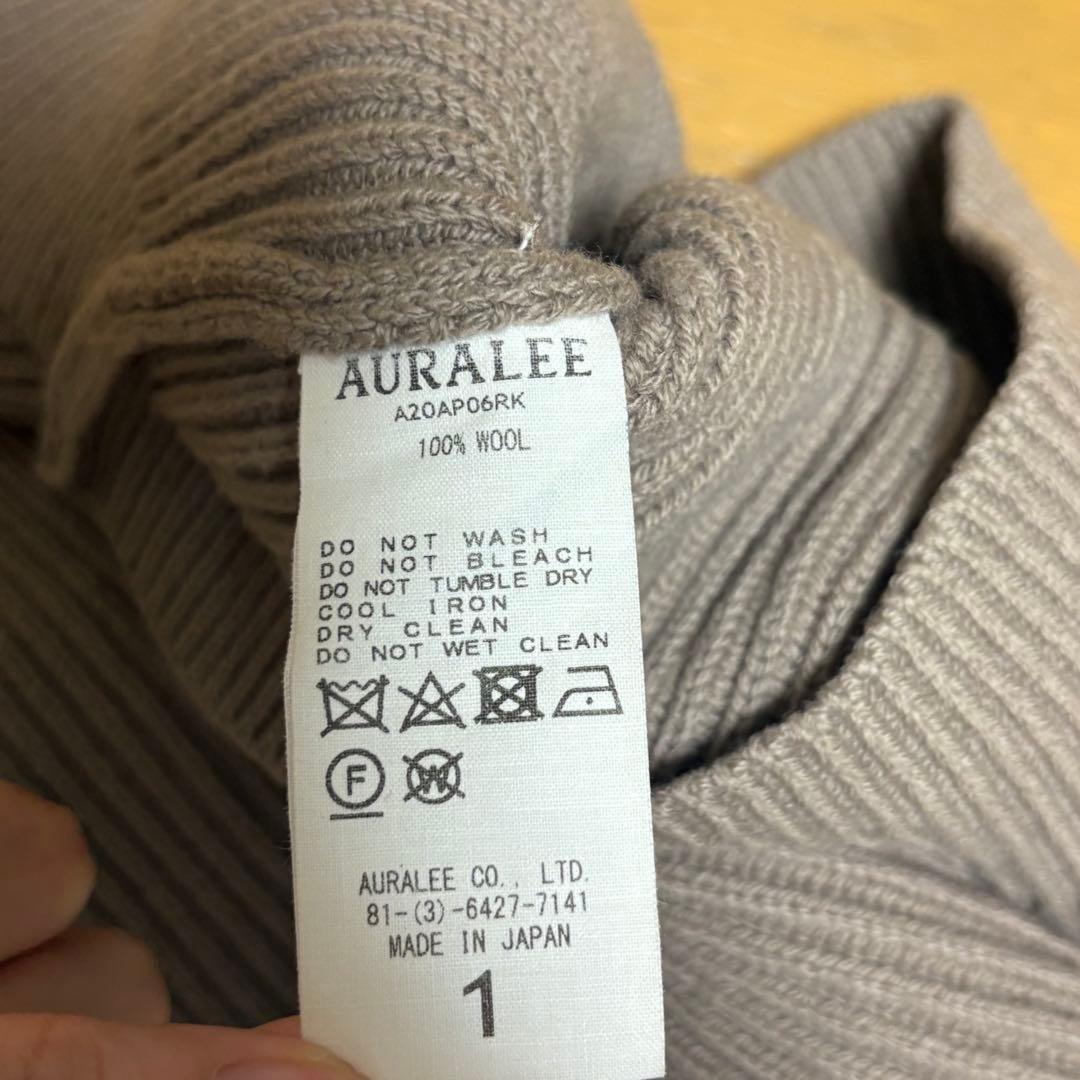 AURALEE
A20AP06RK
100% WOOL
DO NOT WASH
DO NOT BLEACH
DO NOT TUMBLE DRY
COOL IRON
DRY CLEAN
DO NOT WET CLEAN
F W
AURALEE CO., LTD.
81-(3)-6427-7141
MADE IN JAPAN
1